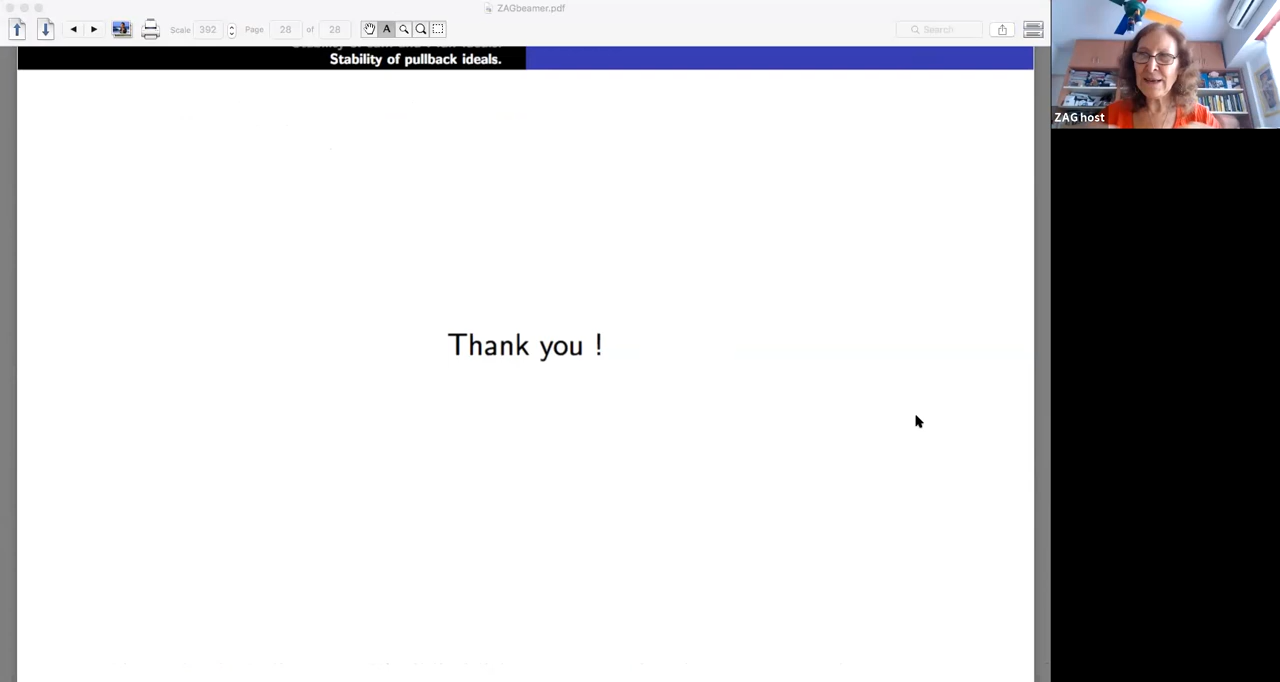 ZAGbeamer.pdf
Scale 392 Page 28 of 28 Search
Stability of pullback ideals.
ZAG host
Thank you !